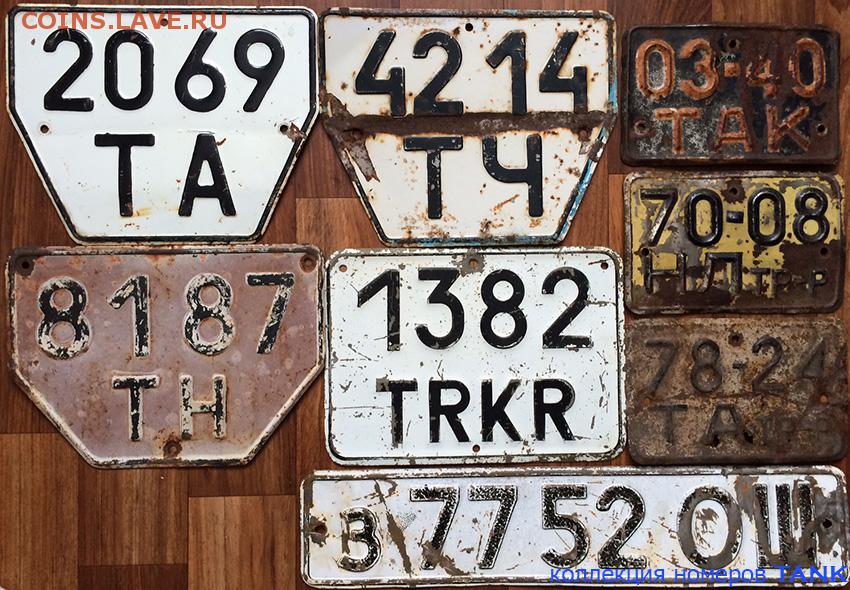 COINS.LAVE.RU
2069
ТА
4214
ТЧ
03-40
ТАК
70-08
НЛ тр-р
8187
ТН
1382
TRKR
78-24
ТА тр-р
З 7752 ОШ
коллекция номеров TANK